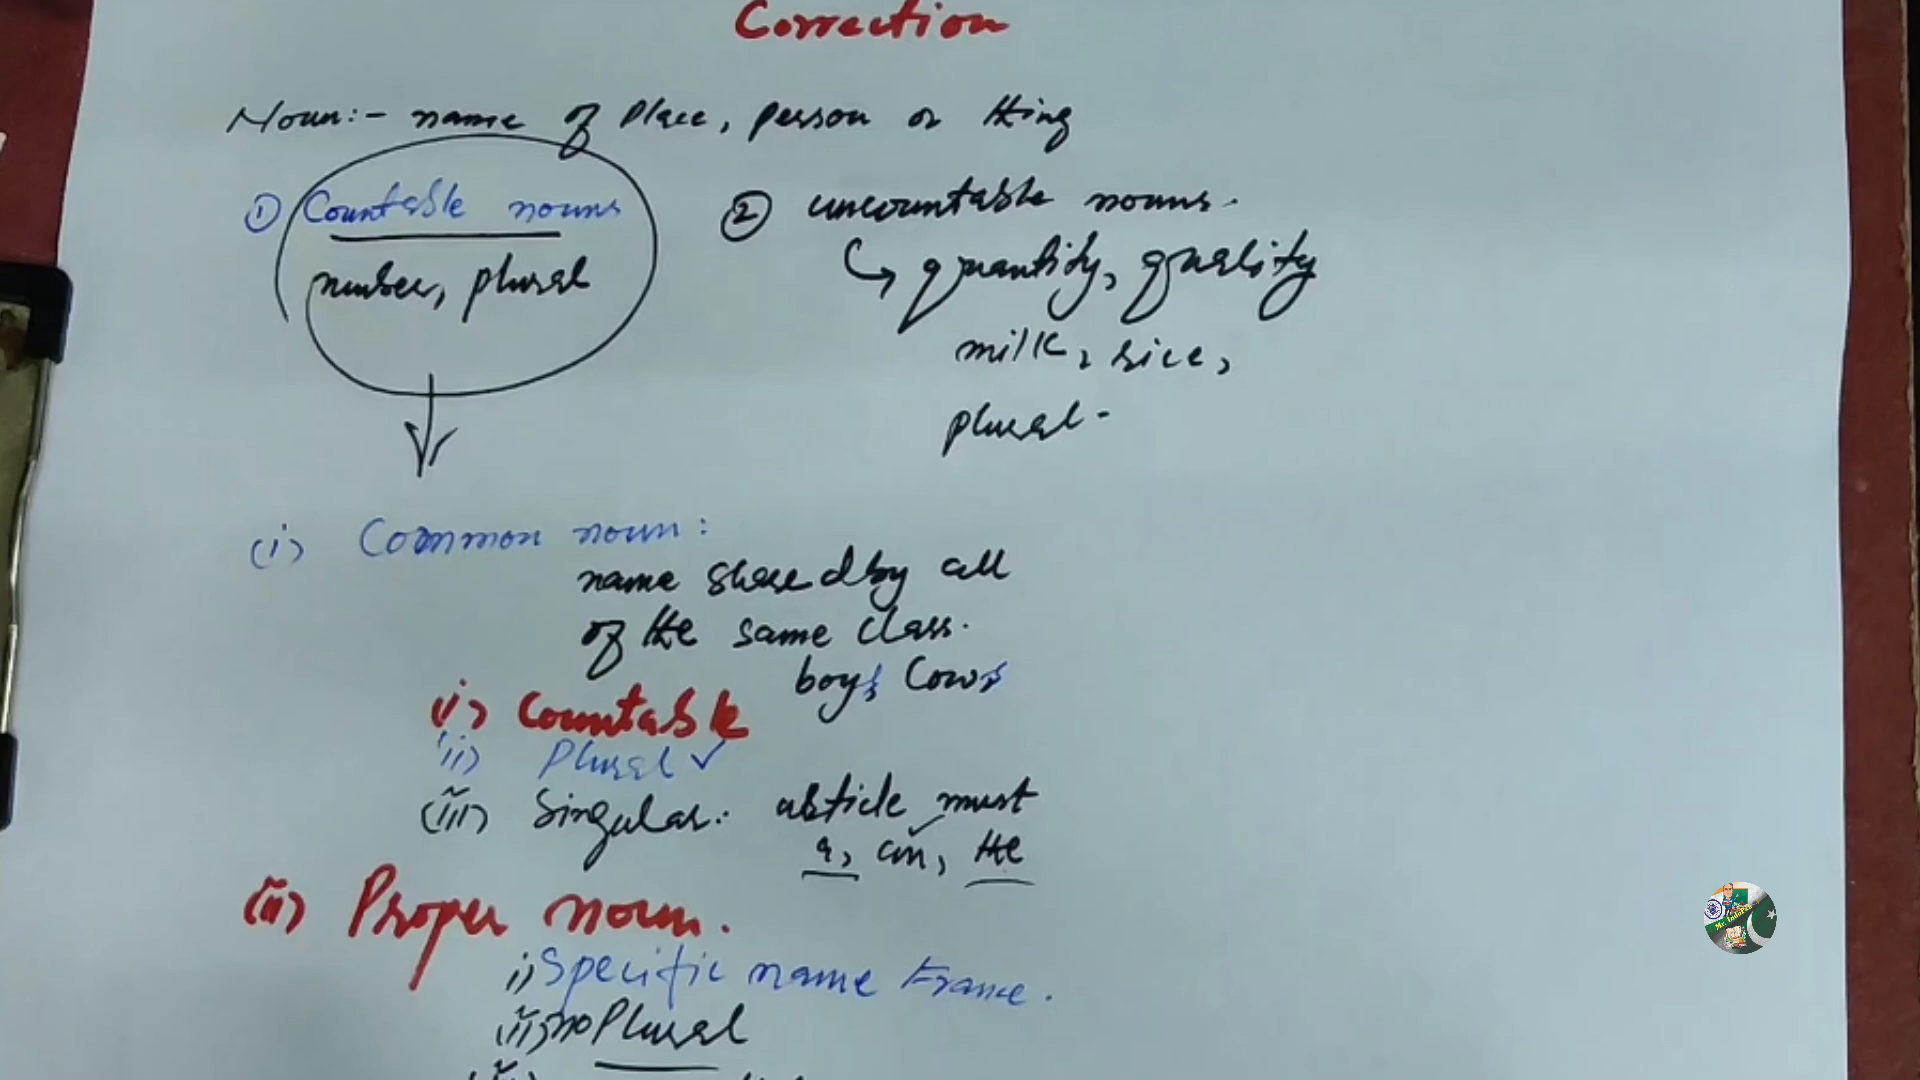 Correction
Noun:- name of Place, person or thing
① Countable nouns
number, plural
② uncountable nouns.
quantity, quality
milk, rice,
plural -
(i) Common noun:
name shared by all
of the same class.
boys, Cows
(i) Countable
(ii) Plural ✓
(iii) Singular: article must
a, an, the
(ii) Proper noun.
i) Specific name France.
(ii) no Plural